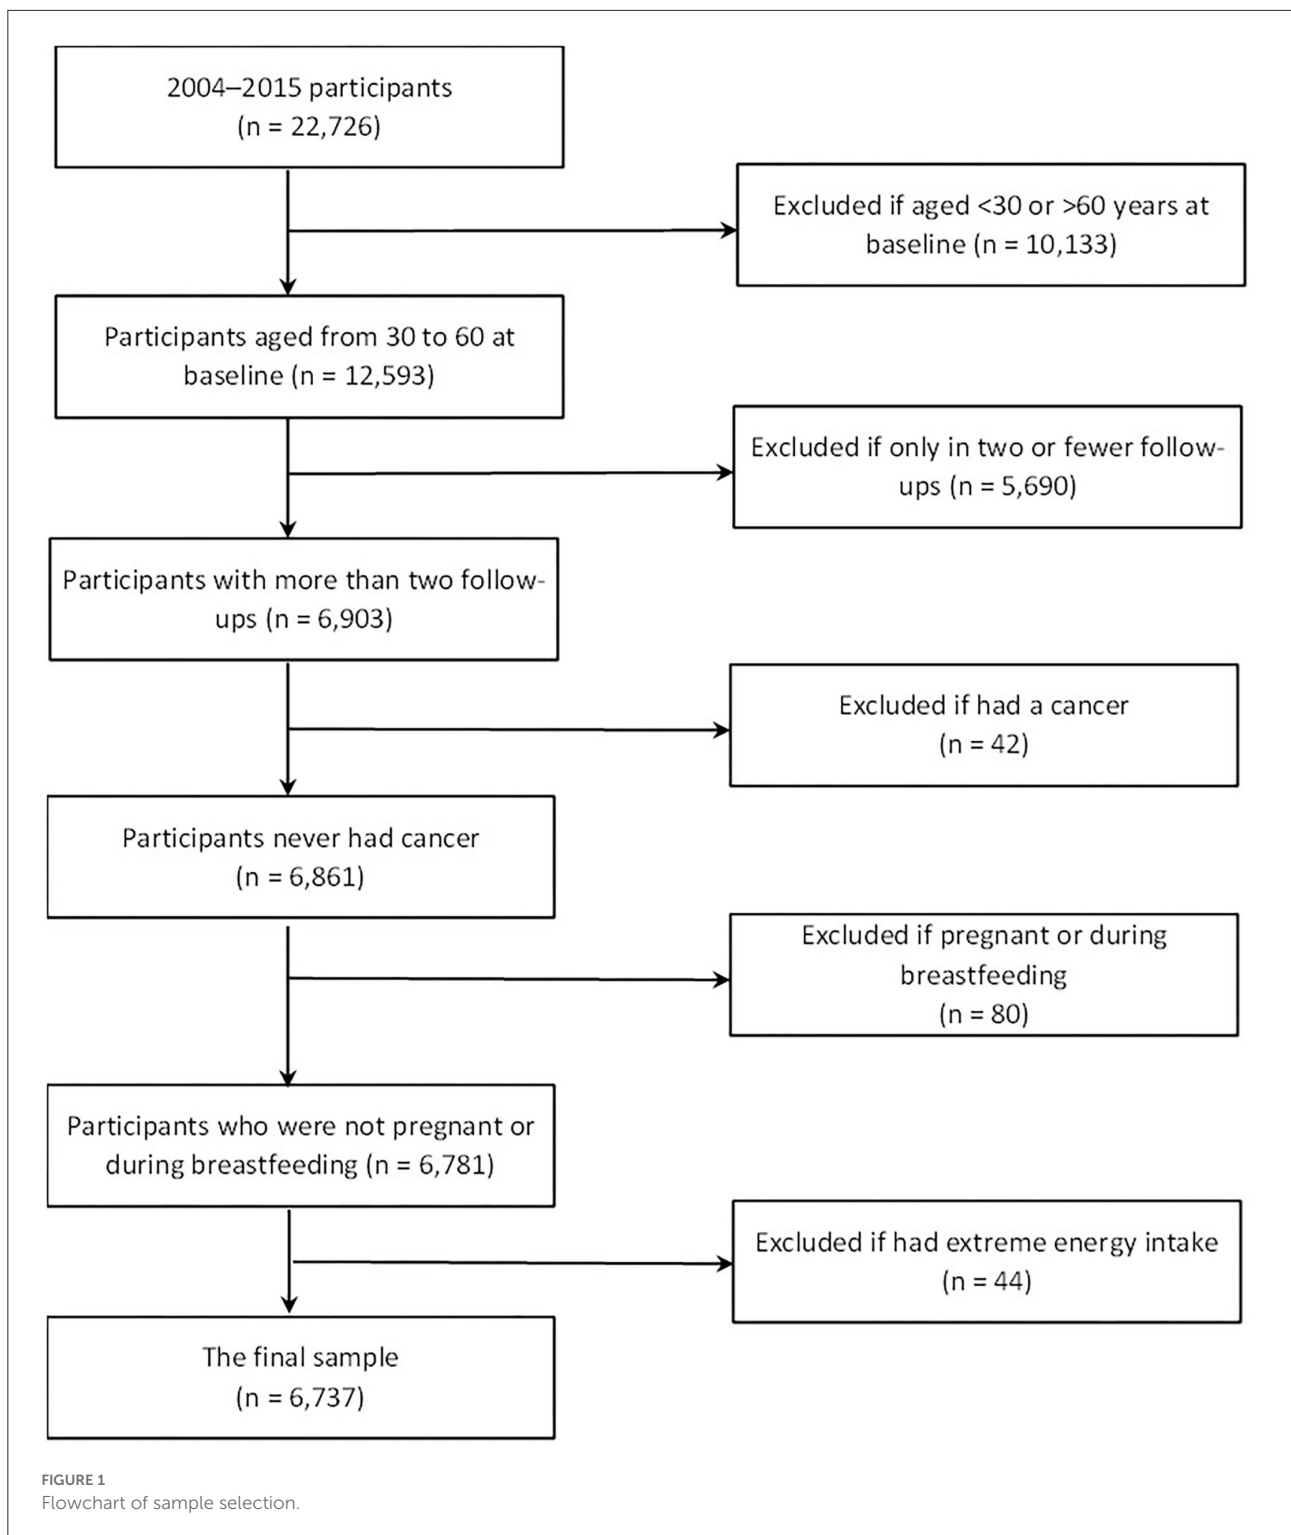 2004–2015 participants
(n = 22,726)
Excluded if aged <30 or >60 years at
baseline (n = 10,133)
Participants aged from 30 to 60 at
baseline (n = 12,593)
Excluded if only in two or fewer follow-
ups (n = 5,690)
Participants with more than two follow-
ups (n = 6,903)
Excluded if had a cancer
(n = 42)
Participants never had cancer
(n = 6,861)
Excluded if pregnant or during
breastfeeding
(n = 80)
Participants who were not pregnant or
during breastfeeding (n = 6,781)
Excluded if had extreme energy intake
(n = 44)
The final sample
(n = 6,737)
FIGURE 1
Flowchart of sample selection.